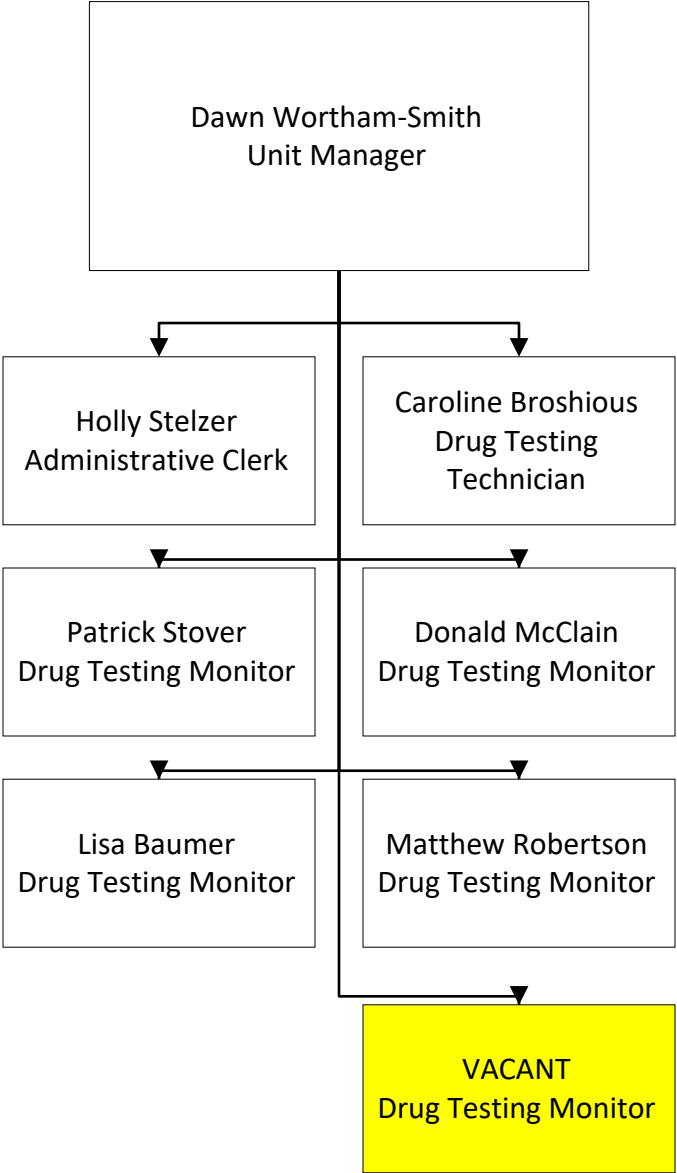 Dawn Wortham-Smith
Unit Manager
Holly Stelzer
Administrative Clerk
Caroline Broshious
Drug Testing
Technician
Patrick Stover
Drug Testing Monitor
Donald McClain
Drug Testing Monitor
Lisa Baumer
Drug Testing Monitor
Matthew Robertson
Drug Testing Monitor
VACANT
Drug Testing Monitor